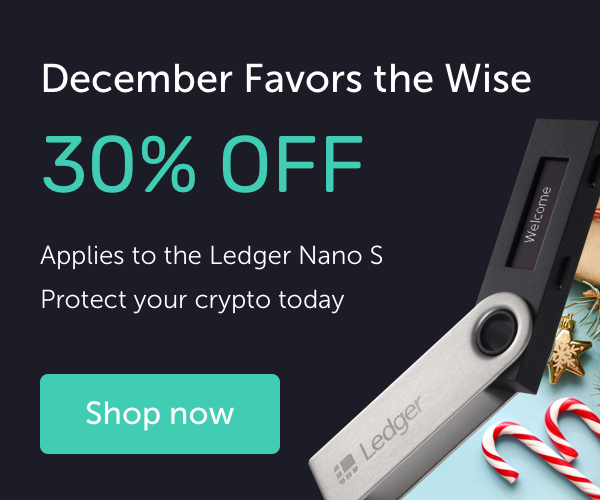 December Favors the Wise
30% OFF
Applies to the Ledger Nano S
Protect your crypto today
Shop now
Welcome
Ledger